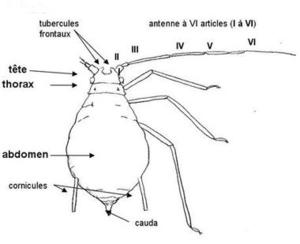 tubercules
frontaux
antenne à VI articles (I à VI)
II
III
IV
V
VI
tête
thorax
abdomen
cornicules
cauda